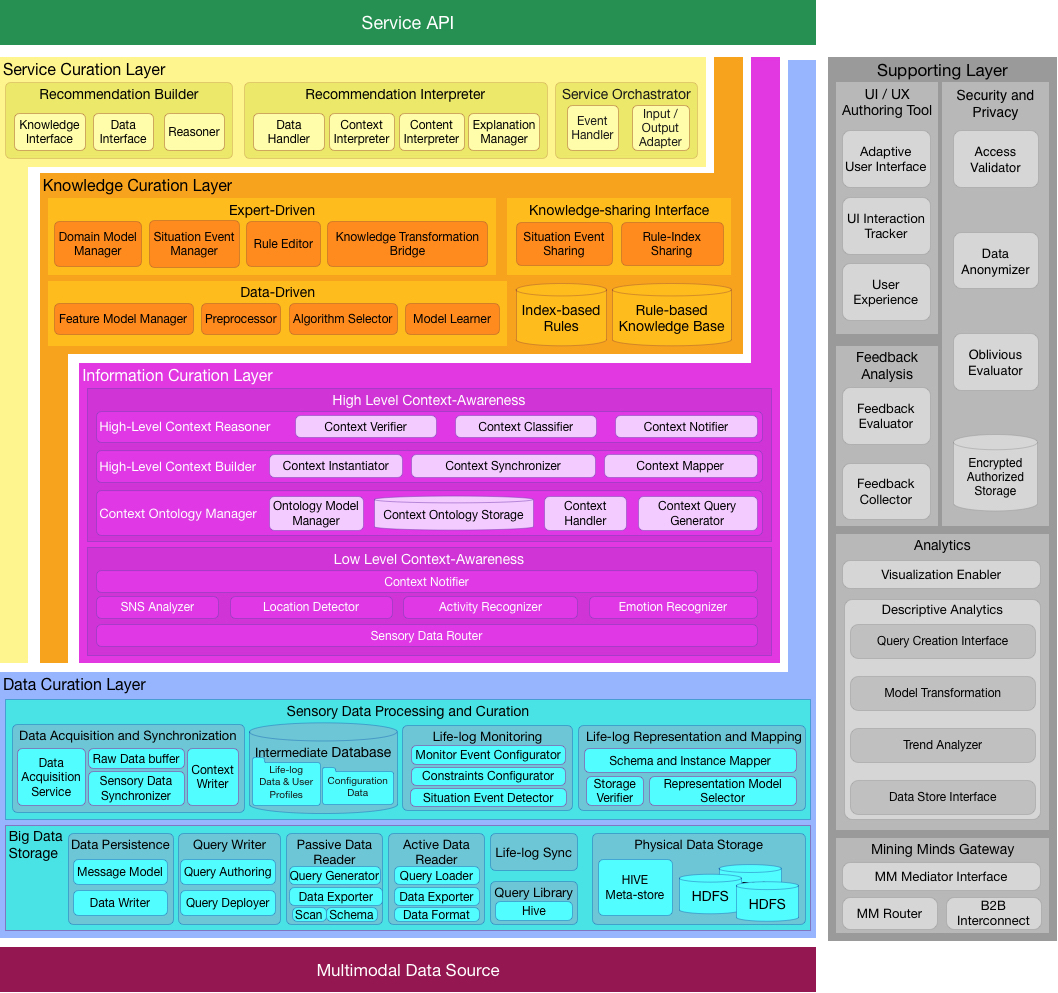 Service API
Service Curation Layer
Recommendation Builder
Knowledge
Interface
Data
Interface
Reasoner
Recommendation Interpreter
Data
Handler
Context
Interpreter
Content
Interpreter
Explanation
Manager
Service Orchastrator
Event
Handler
Input /
Output
Adapter
Knowledge Curation Layer
Expert-Driven
Domain Model
Manager
Situation Event
Manager
Rule Editor
Knowledge Transformation
Bridge
Knowledge-sharing Interface
Situation Event
Sharing
Rule-Index
Sharing
Data-Driven
Feature Model Manager
Preprocessor
Algorithm Selector
Model Learner
Index-based
Rules
Rule-based
Knowledge Base
Information Curation Layer
High Level Context-Awareness
High-Level Context Reasoner
Context Verifier
Context Classifier
Context Notifier
High-Level Context Builder
Context Instantiator
Context Synchronizer
Context Mapper
Context Ontology Manager
Ontology Model
Manager
Context Ontology Storage
Context
Handler
Context Query
Generator
Low Level Context-Awareness
Context Notifier
SNS Analyzer
Location Detector
Activity Recognizer
Emotion Recognizer
Sensory Data Router
Data Curation Layer
Sensory Data Processing and Curation
Data Acquisition and Synchronization
Data
Acquisition
Service
Raw Data buffer
Sensory Data
Synchronizer
Context
Writer
Intermediate Database
Life-log
Data & User
Profiles
Configuration
Data
Life-log Monitoring
Monitor Event Configurator
Constraints Configurator
Situation Event Detector
Life-log Representation and Mapping
Schema and Instance Mapper
Storage
Verifier
Representation Model
Selector
Big Data
Storage
Data Persistence
Message Model
Data Writer
Query Writer
Query Authoring
Query Deployer
Passive Data
Reader
Query Generator
Data Exporter
Scan
Schema
Active Data
Reader
Query Loader
Data Exporter
Data Format
Life-log Sync
Query Library
Hive
Physical Data Storage
HIVE
Meta-store
HDFS
HDFS
Multimodal Data Source
Supporting Layer
UI / UX
Authoring Tool
Adaptive
User Interface
UI Interaction
Tracker
User
Experience
Feedback
Analysis
Feedback
Evaluator
Feedback
Collector
Security and
Privacy
Access
Validator
Data
Anonymizer
Oblivious
Evaluator
Encrypted
Authorized
Storage
Analytics
Visualization Enabler
Descriptive Analytics
Query Creation Interface
Model Transformation
Trend Analyzer
Data Store Interface
Mining Minds Gateway
MM Mediator Interface
MM Router
B2B
Interconnect